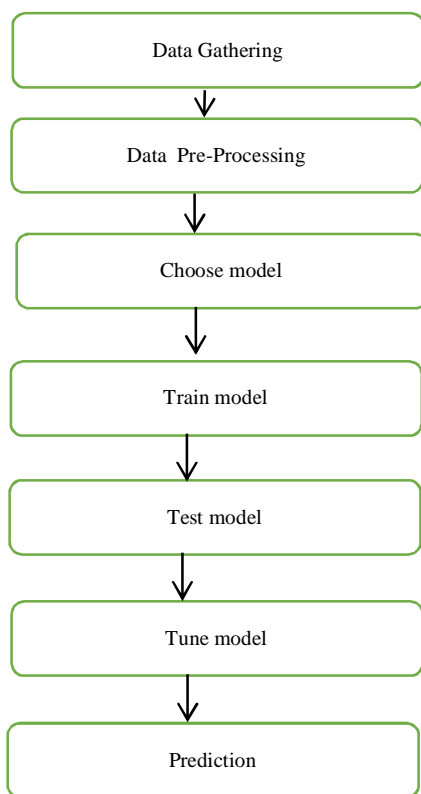 Data Gathering
Data Pre-Processing
Choose model
Train model
Test model
Tune model
Prediction